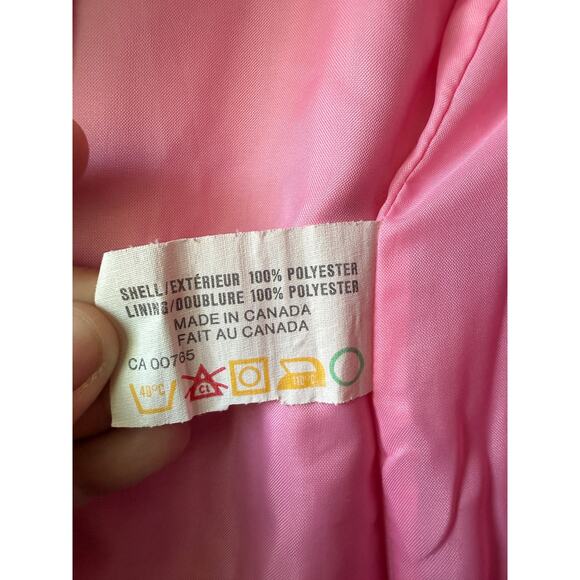 SHELL/EXTÉRIEUR 100% POLYESTER
LINING/DOUBLURE 100% POLYESTER
MADE IN CANADA
FAIT AU CANADA
CA 00765
40°C CL 110°C